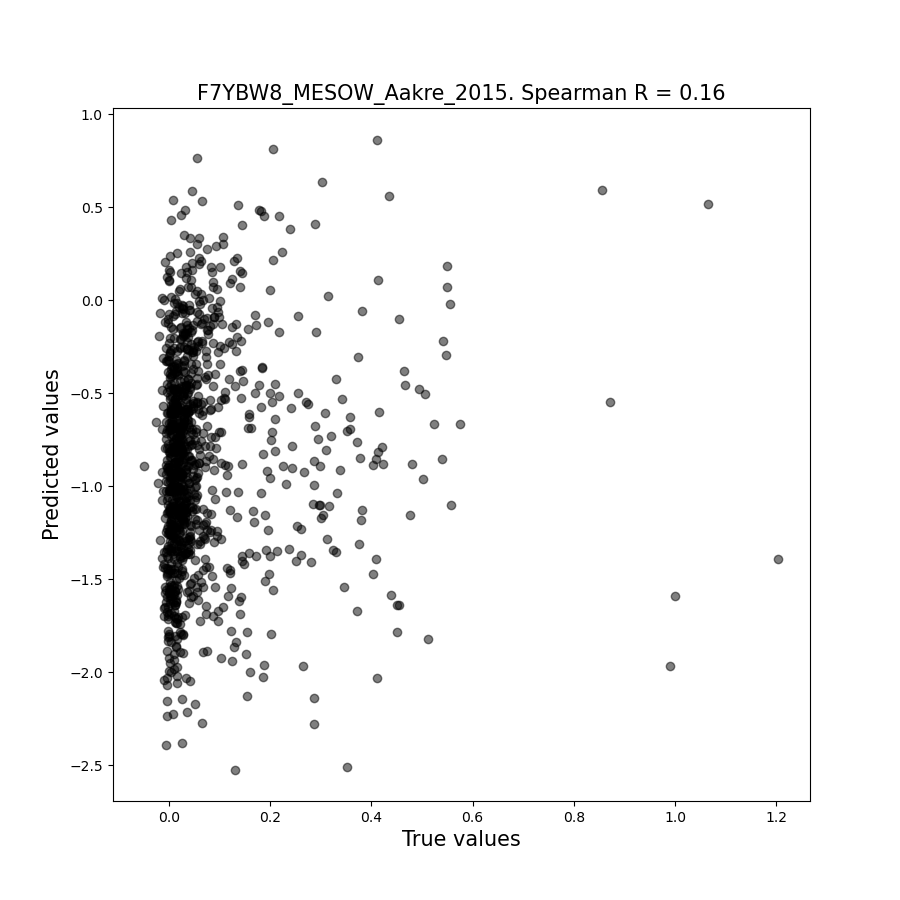 F7YBW8_MESOW_Aakre_2015. Spearman R = 0.16
1.0
0.5
0.0
−0.5
−1.0
−1.5
−2.0
−2.5
Predicted values
0.0 0.2 0.4 0.6 0.8 1.0 1.2
True values